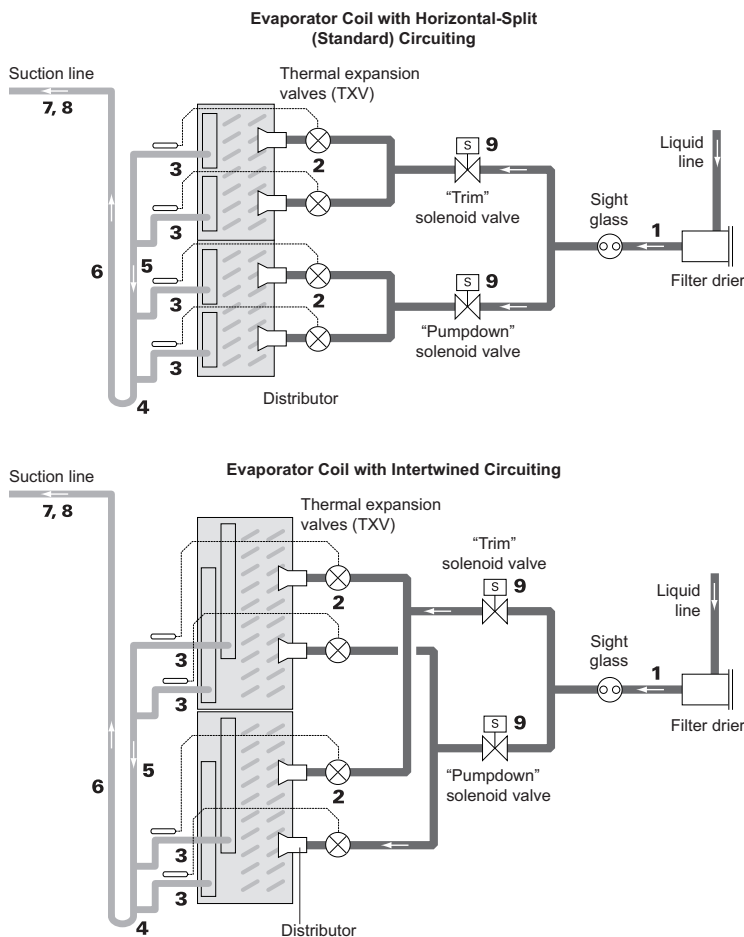 Evaporator Coil with Horizontal-Split
(Standard) Circuiting
Suction line
7, 8
Thermal expansion
valves (TXV)
S
9
Liquid
line
3
2
"Trim"
solenoid valve
Sight
glass
1
3
6
5
S
9
Filter drier
3
2
"Pumpdown"
solenoid valve
3
4
Distributor
Evaporator Coil with Intertwined Circuiting
Suction line
7, 8
Thermal expansion
valves (TXV)
"Trim"
solenoid valve
S
9
Liquid
line
2
3
Sight
glass
1
3
Filter drier
S
9
6
5
2
"Pumpdown"
solenoid valve
3
3
4
Distributor